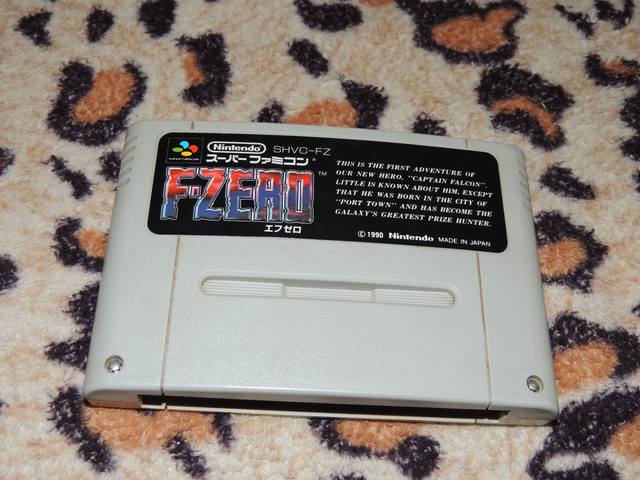 Nintendo SHVC-FZ
スーパーファミコン®
F-ZERO™
エフゼロ
THIS IS THE FIRST ADVENTURE OF
OUR NEW HERO, "CAPTAIN FALCON".
LITTLE IS KNOWN ABOUT HIM, EXCEPT
THAT HE WAS BORN IN THE CITY OF
"PORT TOWN" AND HAS BECOME THE
GALAXY'S GREATEST PRIZE HUNTER.
© 1990 Nintendo MADE IN JAPAN